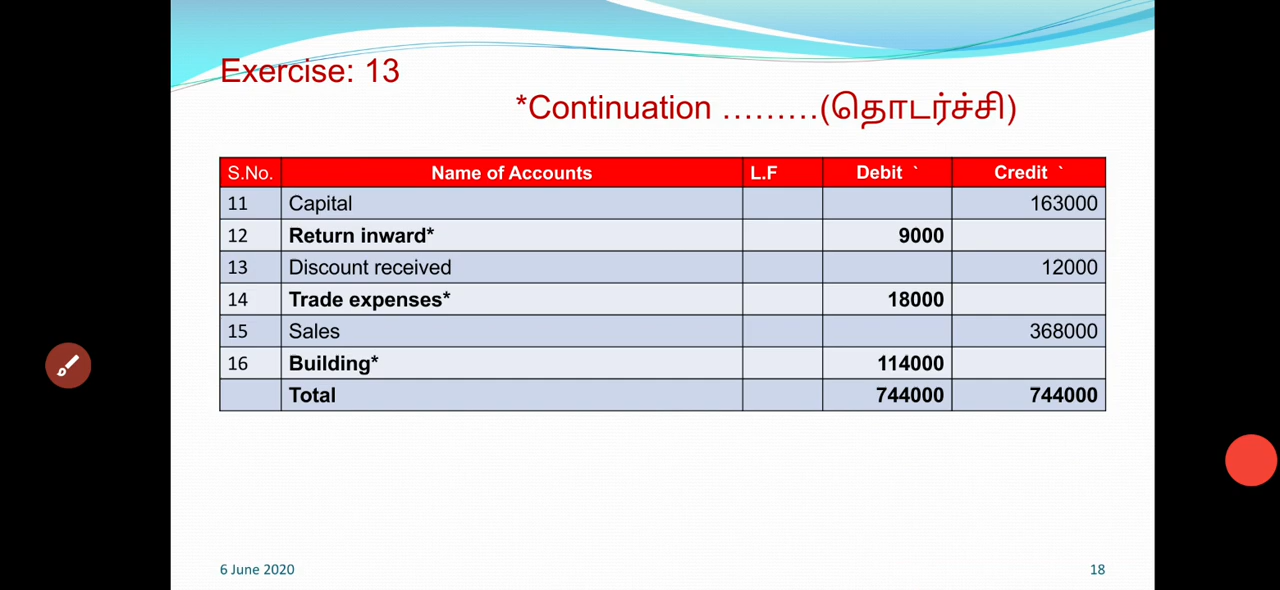 Exercise: 13
*Continuation ………(தொடர்ச்சி)
S.No. Name of Accounts L.F Debit ` Credit `
11 Capital 163000
12 Return inward* 9000
13 Discount received 12000
14 Trade expenses* 18000
15 Sales 368000
16 Building* 114000
Total 744000 744000
6 June 2020 18